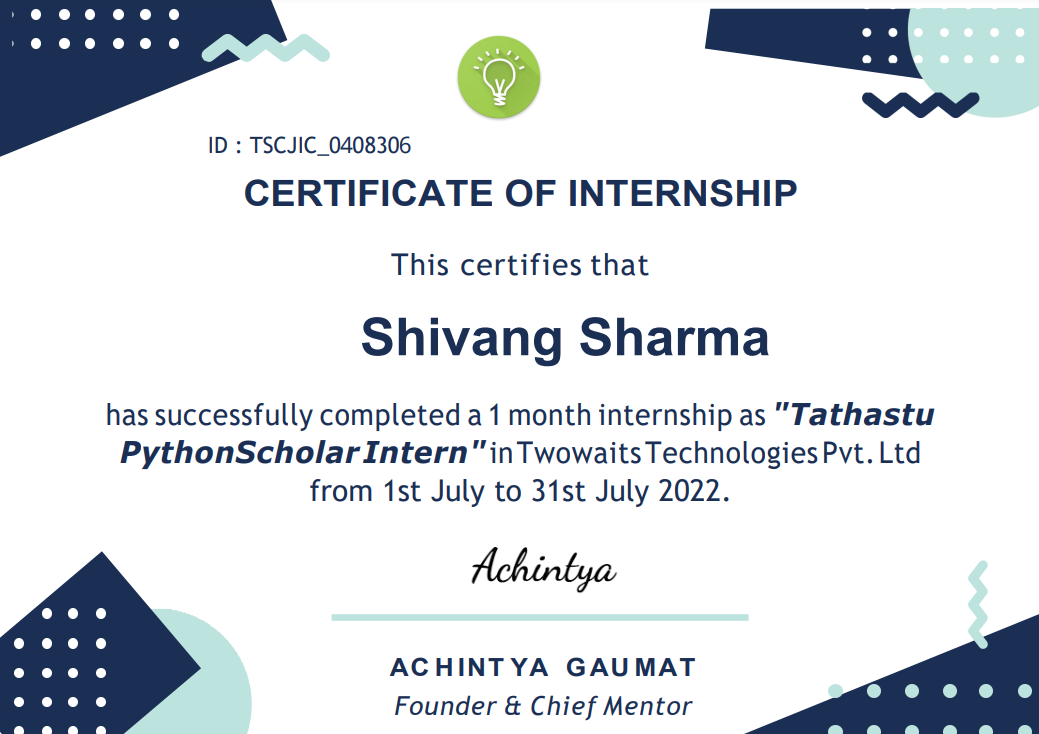 ID : TSCJIC_0408306
CERTIFICATE OF INTERNSHIP
This certifies that
Shivang Sharma
has successfully completed a 1 month internship as "Tathastu
PythonScholar Intern" in Twowaits Technologies Pvt. Ltd
from 1st July to 31st July 2022.
Achintya
ACHINTYA GAUMAT
Founder & Chief Mentor